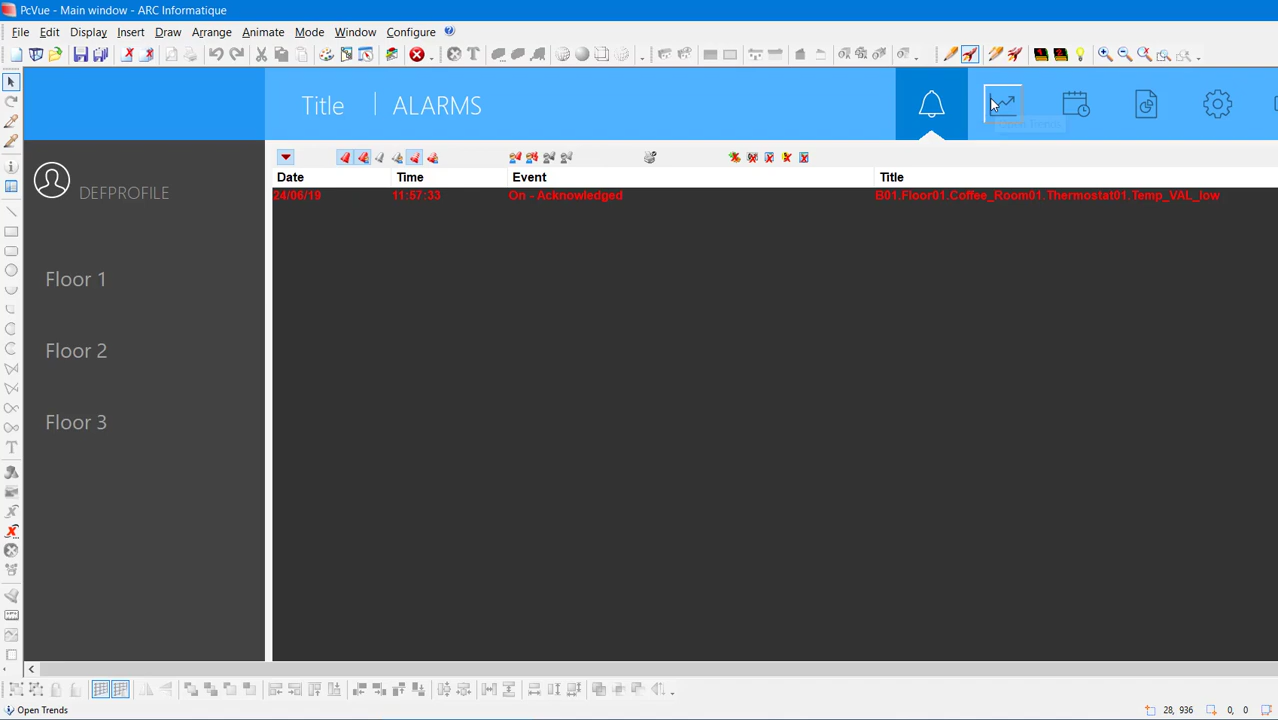 PcVue - Main window - ARC Informatique
File Edit Display Insert Draw Arrange Animate Mode Window Configure
Title ALARMS
Open Trends
DEFPROFILE
Date Time Event Title
24/06/19 11:57:33 On - Acknowledged B01.Floor01.Coffee_Room01.Thermostat01.Temp_VAL_low
Floor 1
Floor 2
Floor 3
Open Trends
28, 936 0, 0